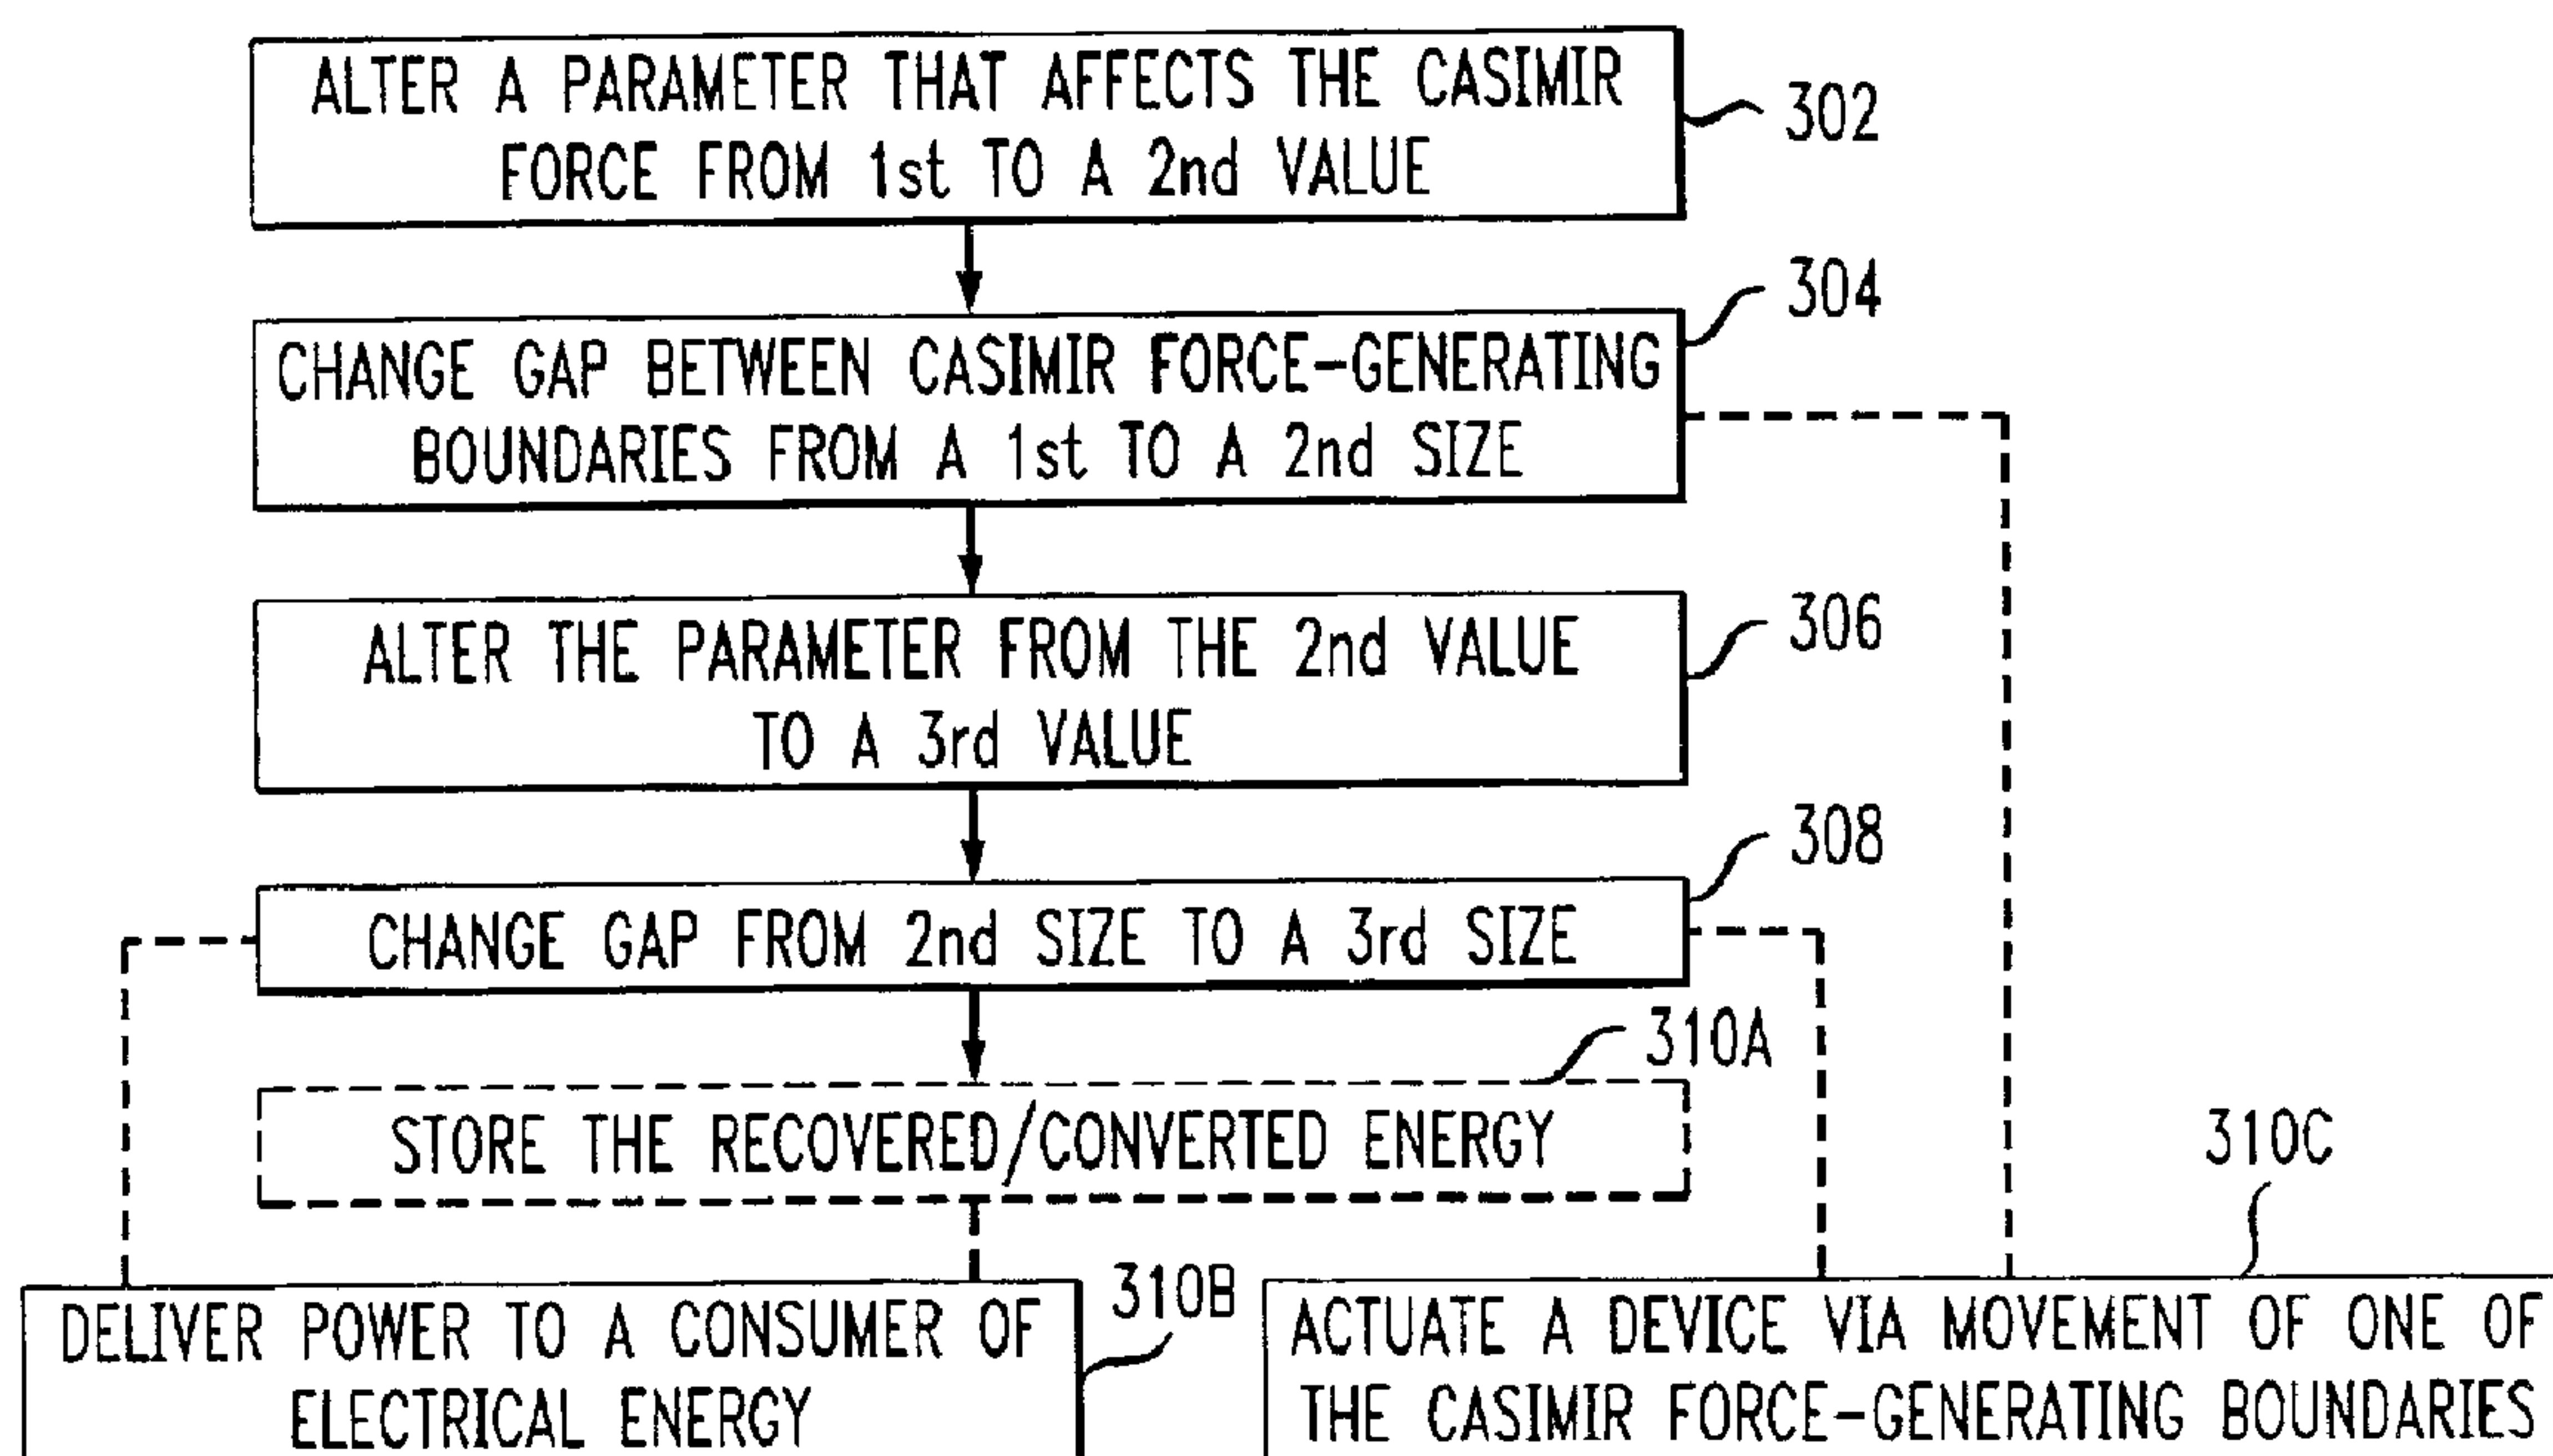 ALTER A PARAMETER THAT AFFECTS THE CASIMIR
FORCE FROM 1st TO A 2nd VALUE
302
304
CHANGE GAP BETWEEN CASIMIR FORCE-GENERATING
BOUNDARIES FROM A 1st TO A 2nd SIZE
306
ALTER THE PARAMETER FROM THE 2nd VALUE
TO A 3rd VALUE
308
CHANGE GAP FROM 2nd SIZE TO A 3rd SIZE
310A
STORE THE RECOVERED/CONVERTED ENERGY
310C
310B
DELIVER POWER TO A CONSUMER OF
ELECTRICAL ENERGY
ACTUATE A DEVICE VIA MOVEMENT OF ONE OF
THE CASIMIR FORCE-GENERATING BOUNDARIES